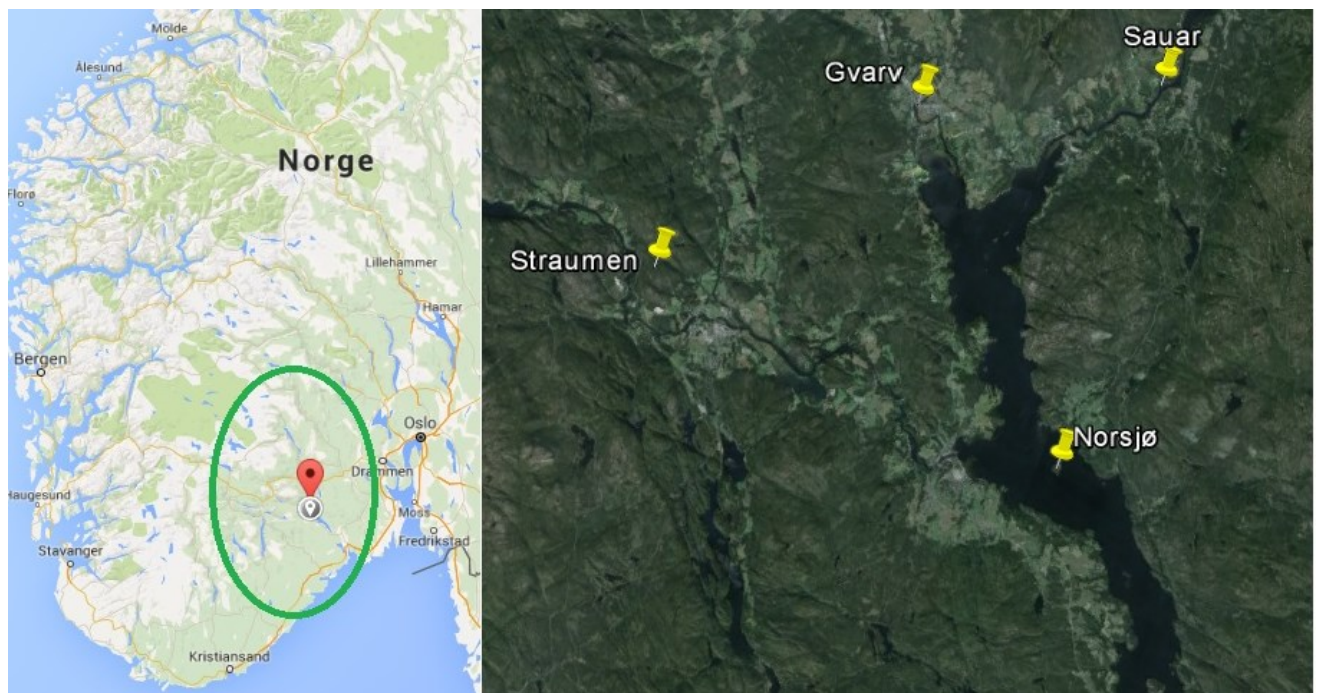 Molde
Ålesund
Norge
Florø
Lillehammer
Hamar
Bergen
Oslo
Drammen
Haugesund
Moss
Fredrikstad
Stavanger
Kristiansand
Sauar
Gvarv
Straumen
Norsjø